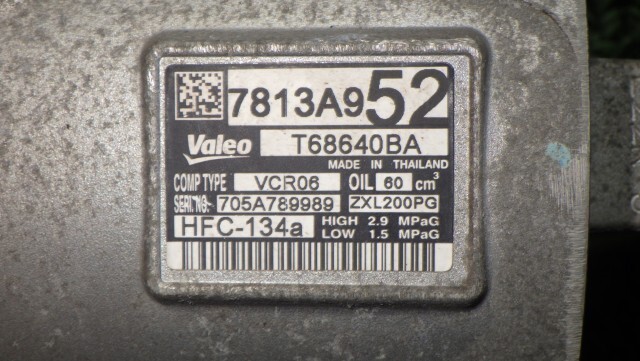 7813A952
Valeo T68640BA
MADE IN THAILAND
COMP TYPE VCR06 OIL 60 cm³
SERI. NO. 705A789989 ZXL200PG
HFC-134a HIGH 2.9 MPaG
LOW 1.5 MPaG